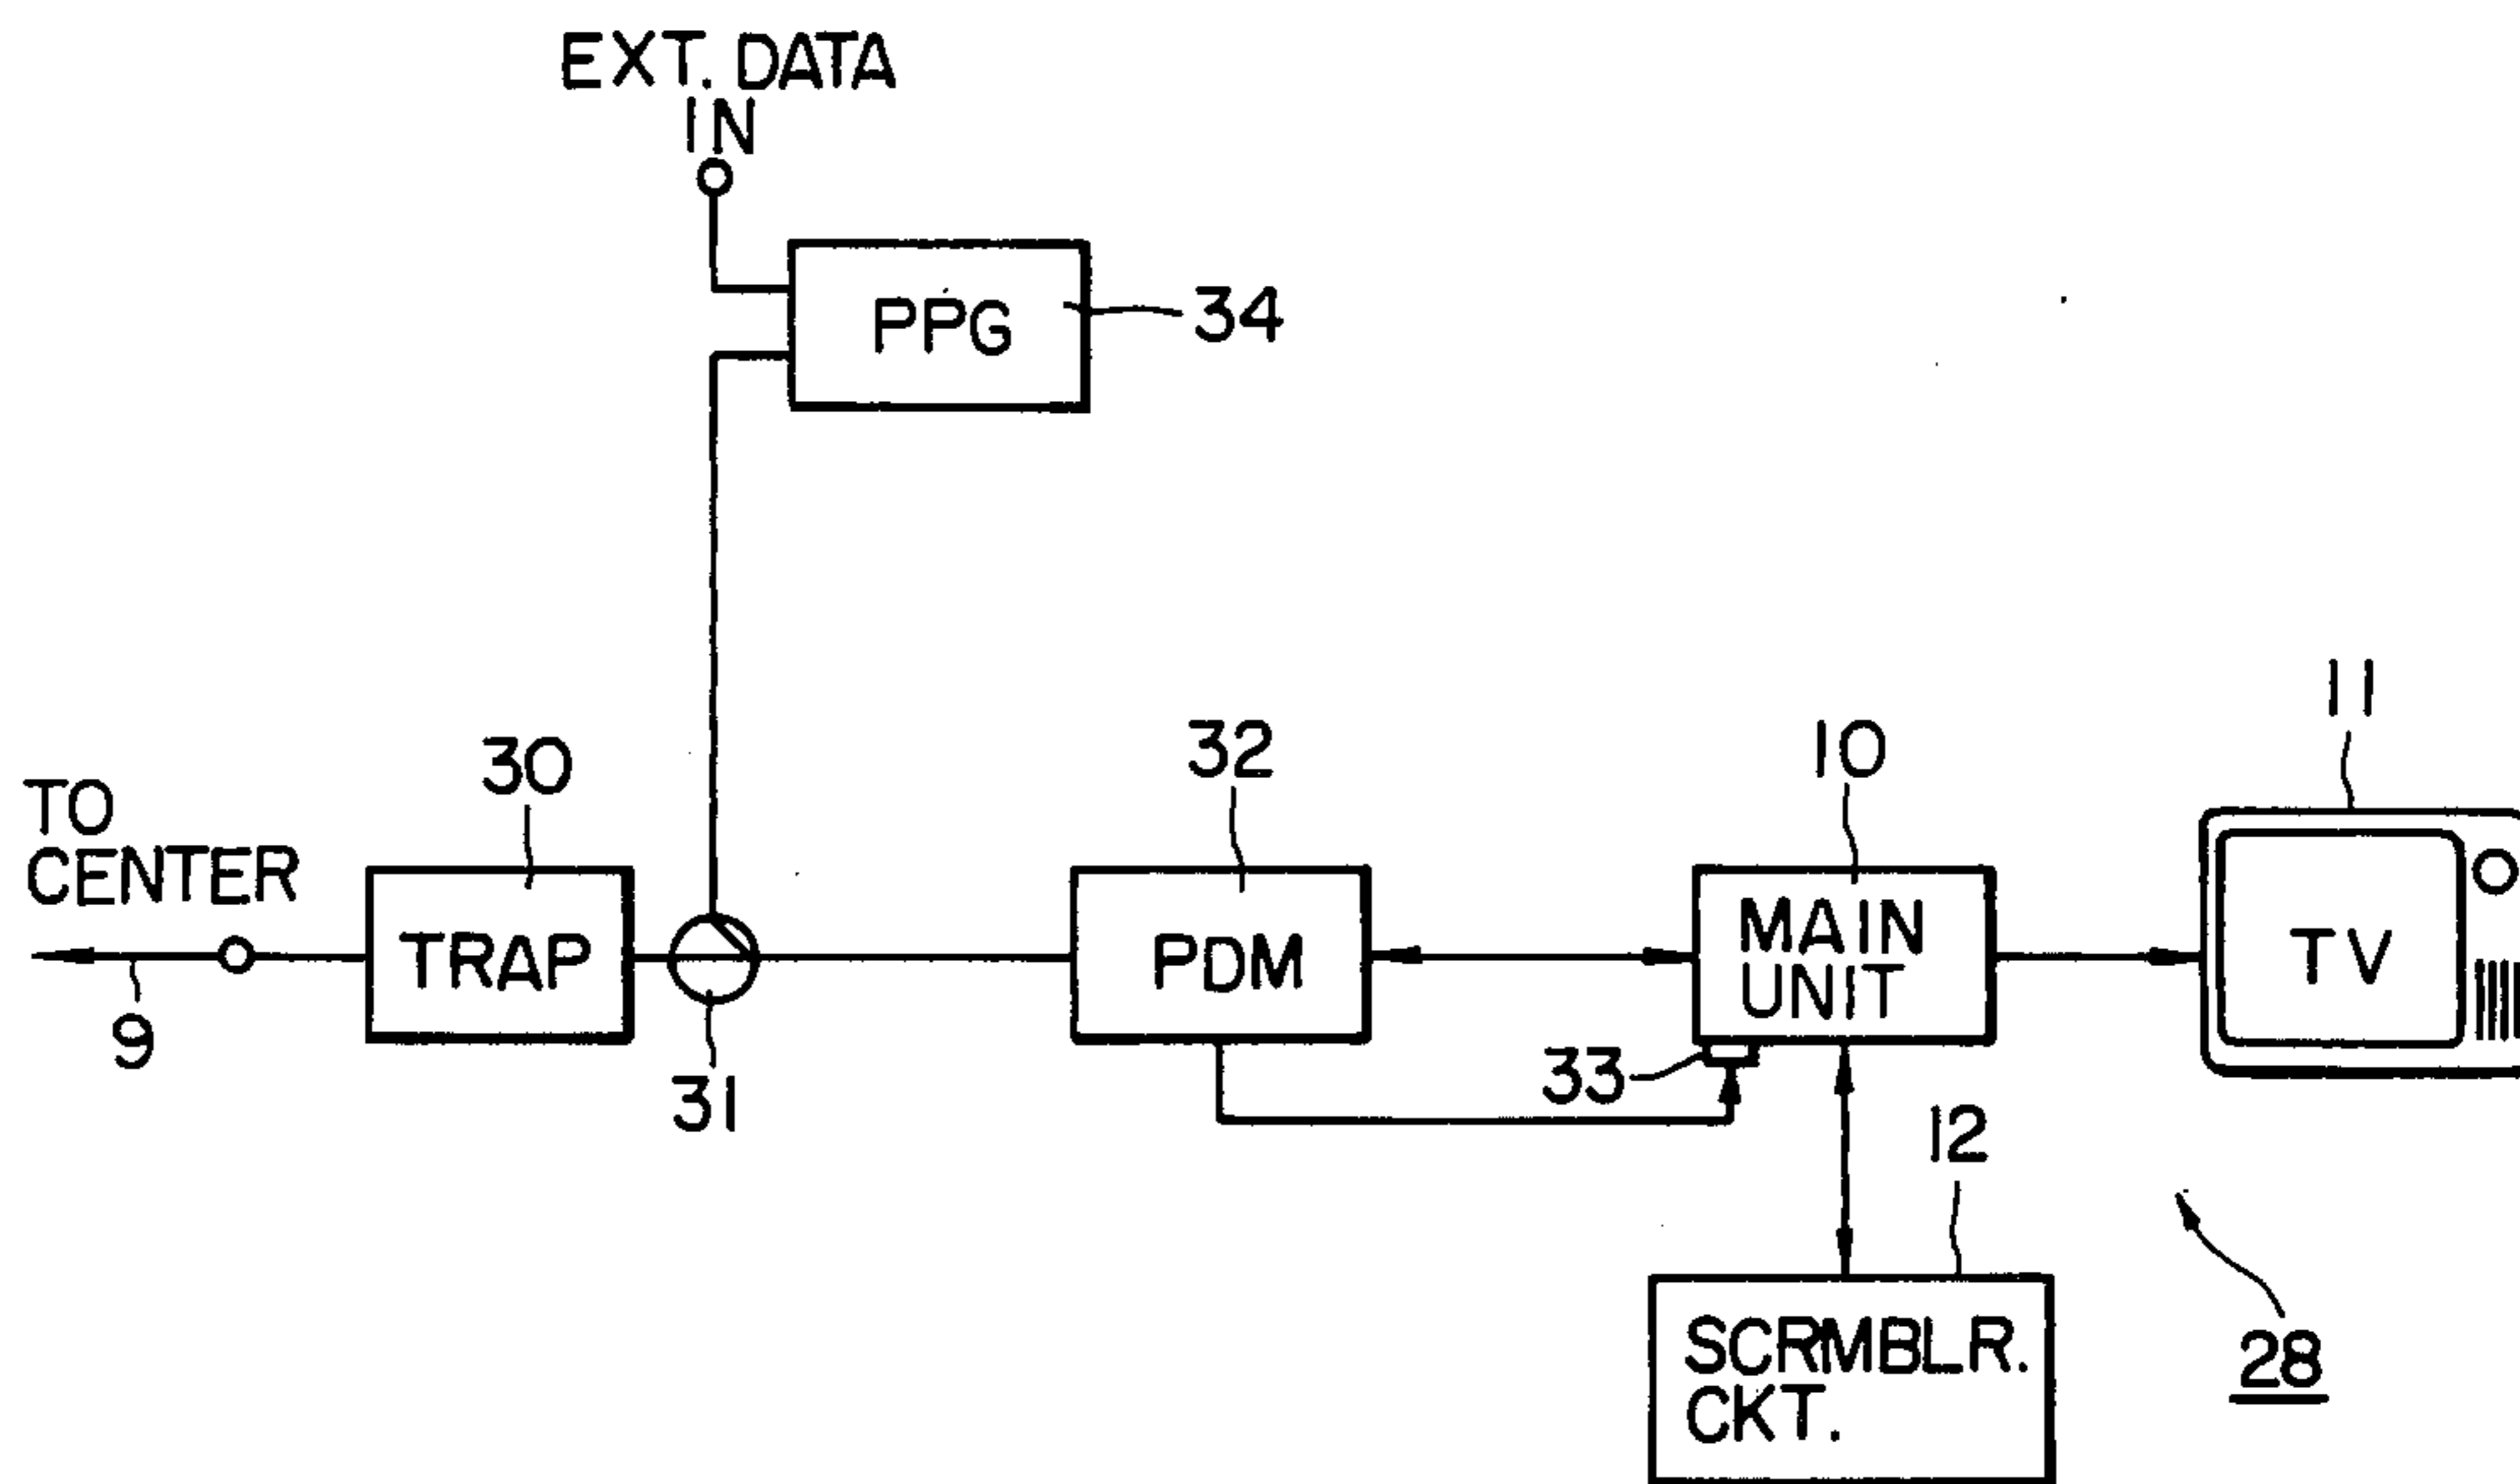 EXT. DATA
IN
PPG
34
11
10
32
30
TO
CENTER
TRAP
PDM
MAIN
UNIT
TV
9
31
33
12
SCRMBLR.
CKT.
28